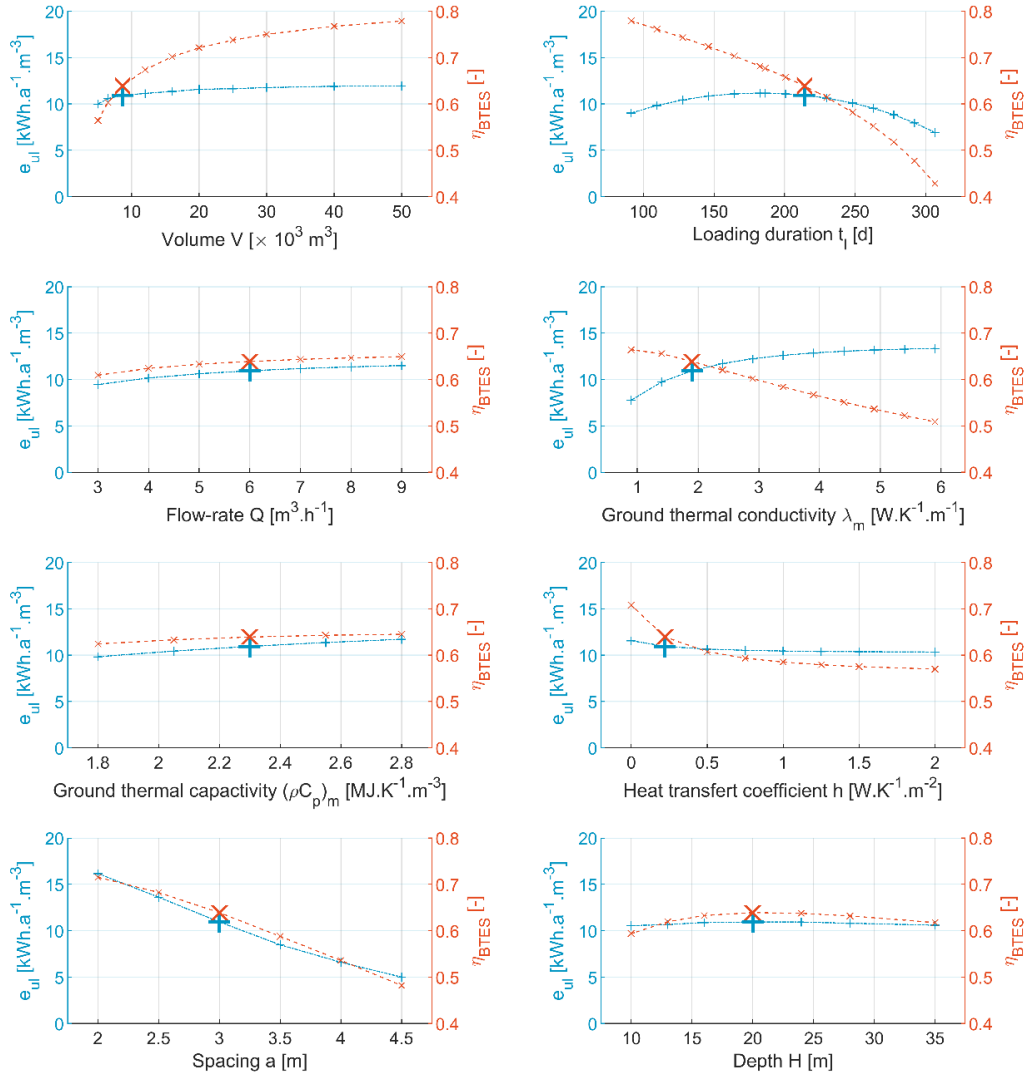 20 15 10 5 0
e_ul [kWh.a^-1.m^-3]
0.8 0.7 0.6 0.5 0.4
η_BTES [-]
10 20 30 40 50
Volume V [× 10^3 m^3]
20 15 10 5 0
e_ul [kWh.a^-1.m^-3]
0.8 0.7 0.6 0.5 0.4
η_BTES [-]
100 150 200 250 300
Loading duration t_l [d]
20 15 10 5 0
e_ul [kWh.a^-1.m^-3]
0.8 0.7 0.6 0.5 0.4
η_BTES [-]
3 4 5 6 7 8 9
Flow-rate Q [m^3.h^-1]
20 15 10 5 0
e_ul [kWh.a^-1.m^-3]
0.8 0.7 0.6 0.5 0.4
η_BTES [-]
1 2 3 4 5 6
Ground thermal conductivity λ_m [W.K^-1.m^-1]
20 15 10 5 0
e_ul [kWh.a^-1.m^-3]
0.8 0.7 0.6 0.5 0.4
η_BTES [-]
1.8 2 2.2 2.4 2.6 2.8
Ground thermal capactivity (ρC_p)_m [MJ.K^-1.m^-3]
20 15 10 5 0
e_ul [kWh.a^-1.m^-3]
0.8 0.7 0.6 0.5 0.4
η_BTES [-]
0 0.5 1 1.5 2
Heat transfert coefficient h [W.K^-1.m^-2]
20 15 10 5 0
e_ul [kWh.a^-1.m^-3]
0.8 0.7 0.6 0.5 0.4
η_BTES [-]
2 2.5 3 3.5 4 4.5
Spacing a [m]
20 15 10 5 0
e_ul [kWh.a^-1.m^-3]
0.8 0.7 0.6 0.5 0.4
η_BTES [-]
10 15 20 25 30 35
Depth H [m]